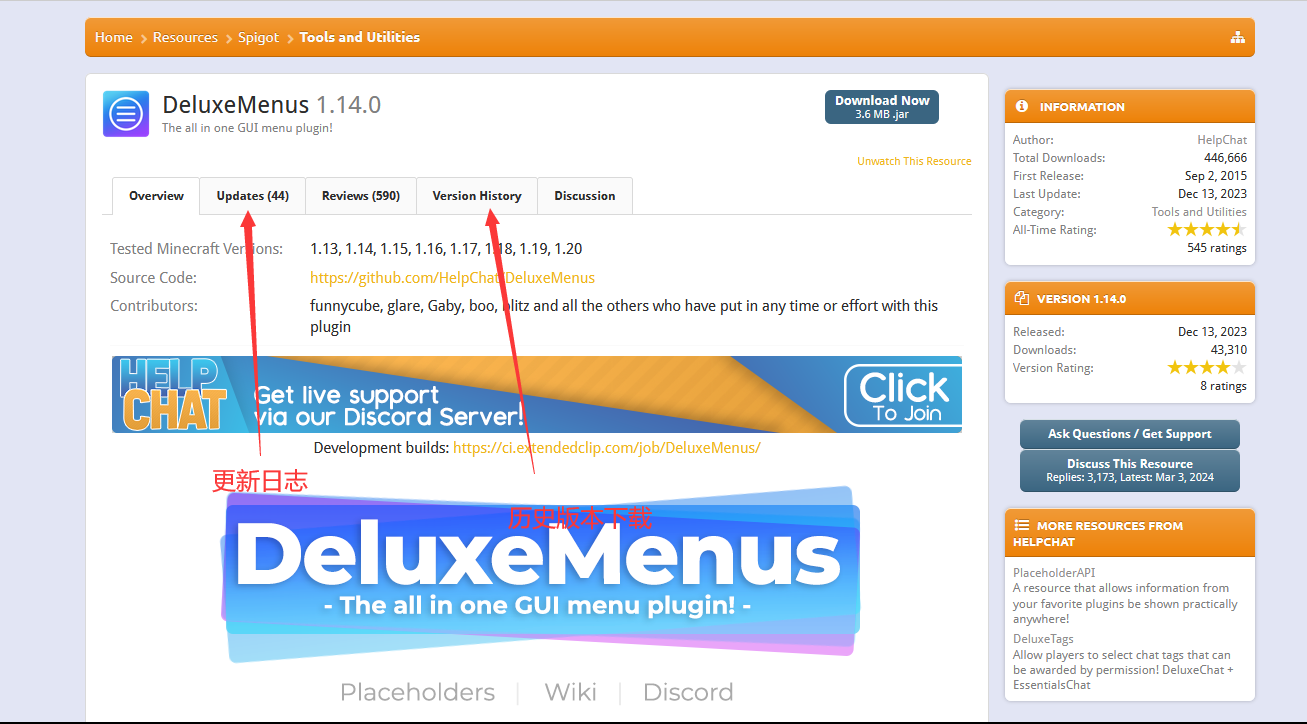 Home > Resources > Spigot > Tools and Utilities
DeluxeMenus 1.14.0
The all in one GUI menu plugin!
Download Now
3.6 MB .jar
Unwatch This Resource
Overview
Updates (44)
Reviews (590)
Version History
Discussion
Tested Minecraft Versions: 1.13, 1.14, 1.15, 1.16, 1.17, 1.18, 1.19, 1.20
Source Code: https://github.com/HelpChat/DeluxeMenus
Contributors: funnycube, glare, Gaby, boo, blitz and all the others who have put in any time or effort with this
plugin
HELP
CHAT
Get live support
via our Discord Server!
Click
To Join
Development builds: https://ci.extendedclip.com/job/DeluxeMenus/
更新日志
历史版本下载
DeluxeMenus
- The all in one GUI menu plugin! -
Placeholders | Wiki | Discord
INFORMATION
Author: HelpChat
Total Downloads: 446,666
First Release: Sep 2, 2015
Last Update: Dec 13, 2023
Category: Tools and Utilities
All-Time Rating:
545 ratings
VERSION 1.14.0
Released: Dec 13, 2023
Downloads: 43,310
Version Rating:
8 ratings
Ask Questions / Get Support
Discuss This Resource
Replies: 3,173, Latest: Mar 3, 2024
MORE RESOURCES FROM
HELPCHAT
PlaceholderAPI
A resource that allows information from
your favorite plugins be shown practically
anywhere!
DeluxeTags
Allow players to select chat tags that can
be awarded by permission! DeluxeChat +
EssentialsChat